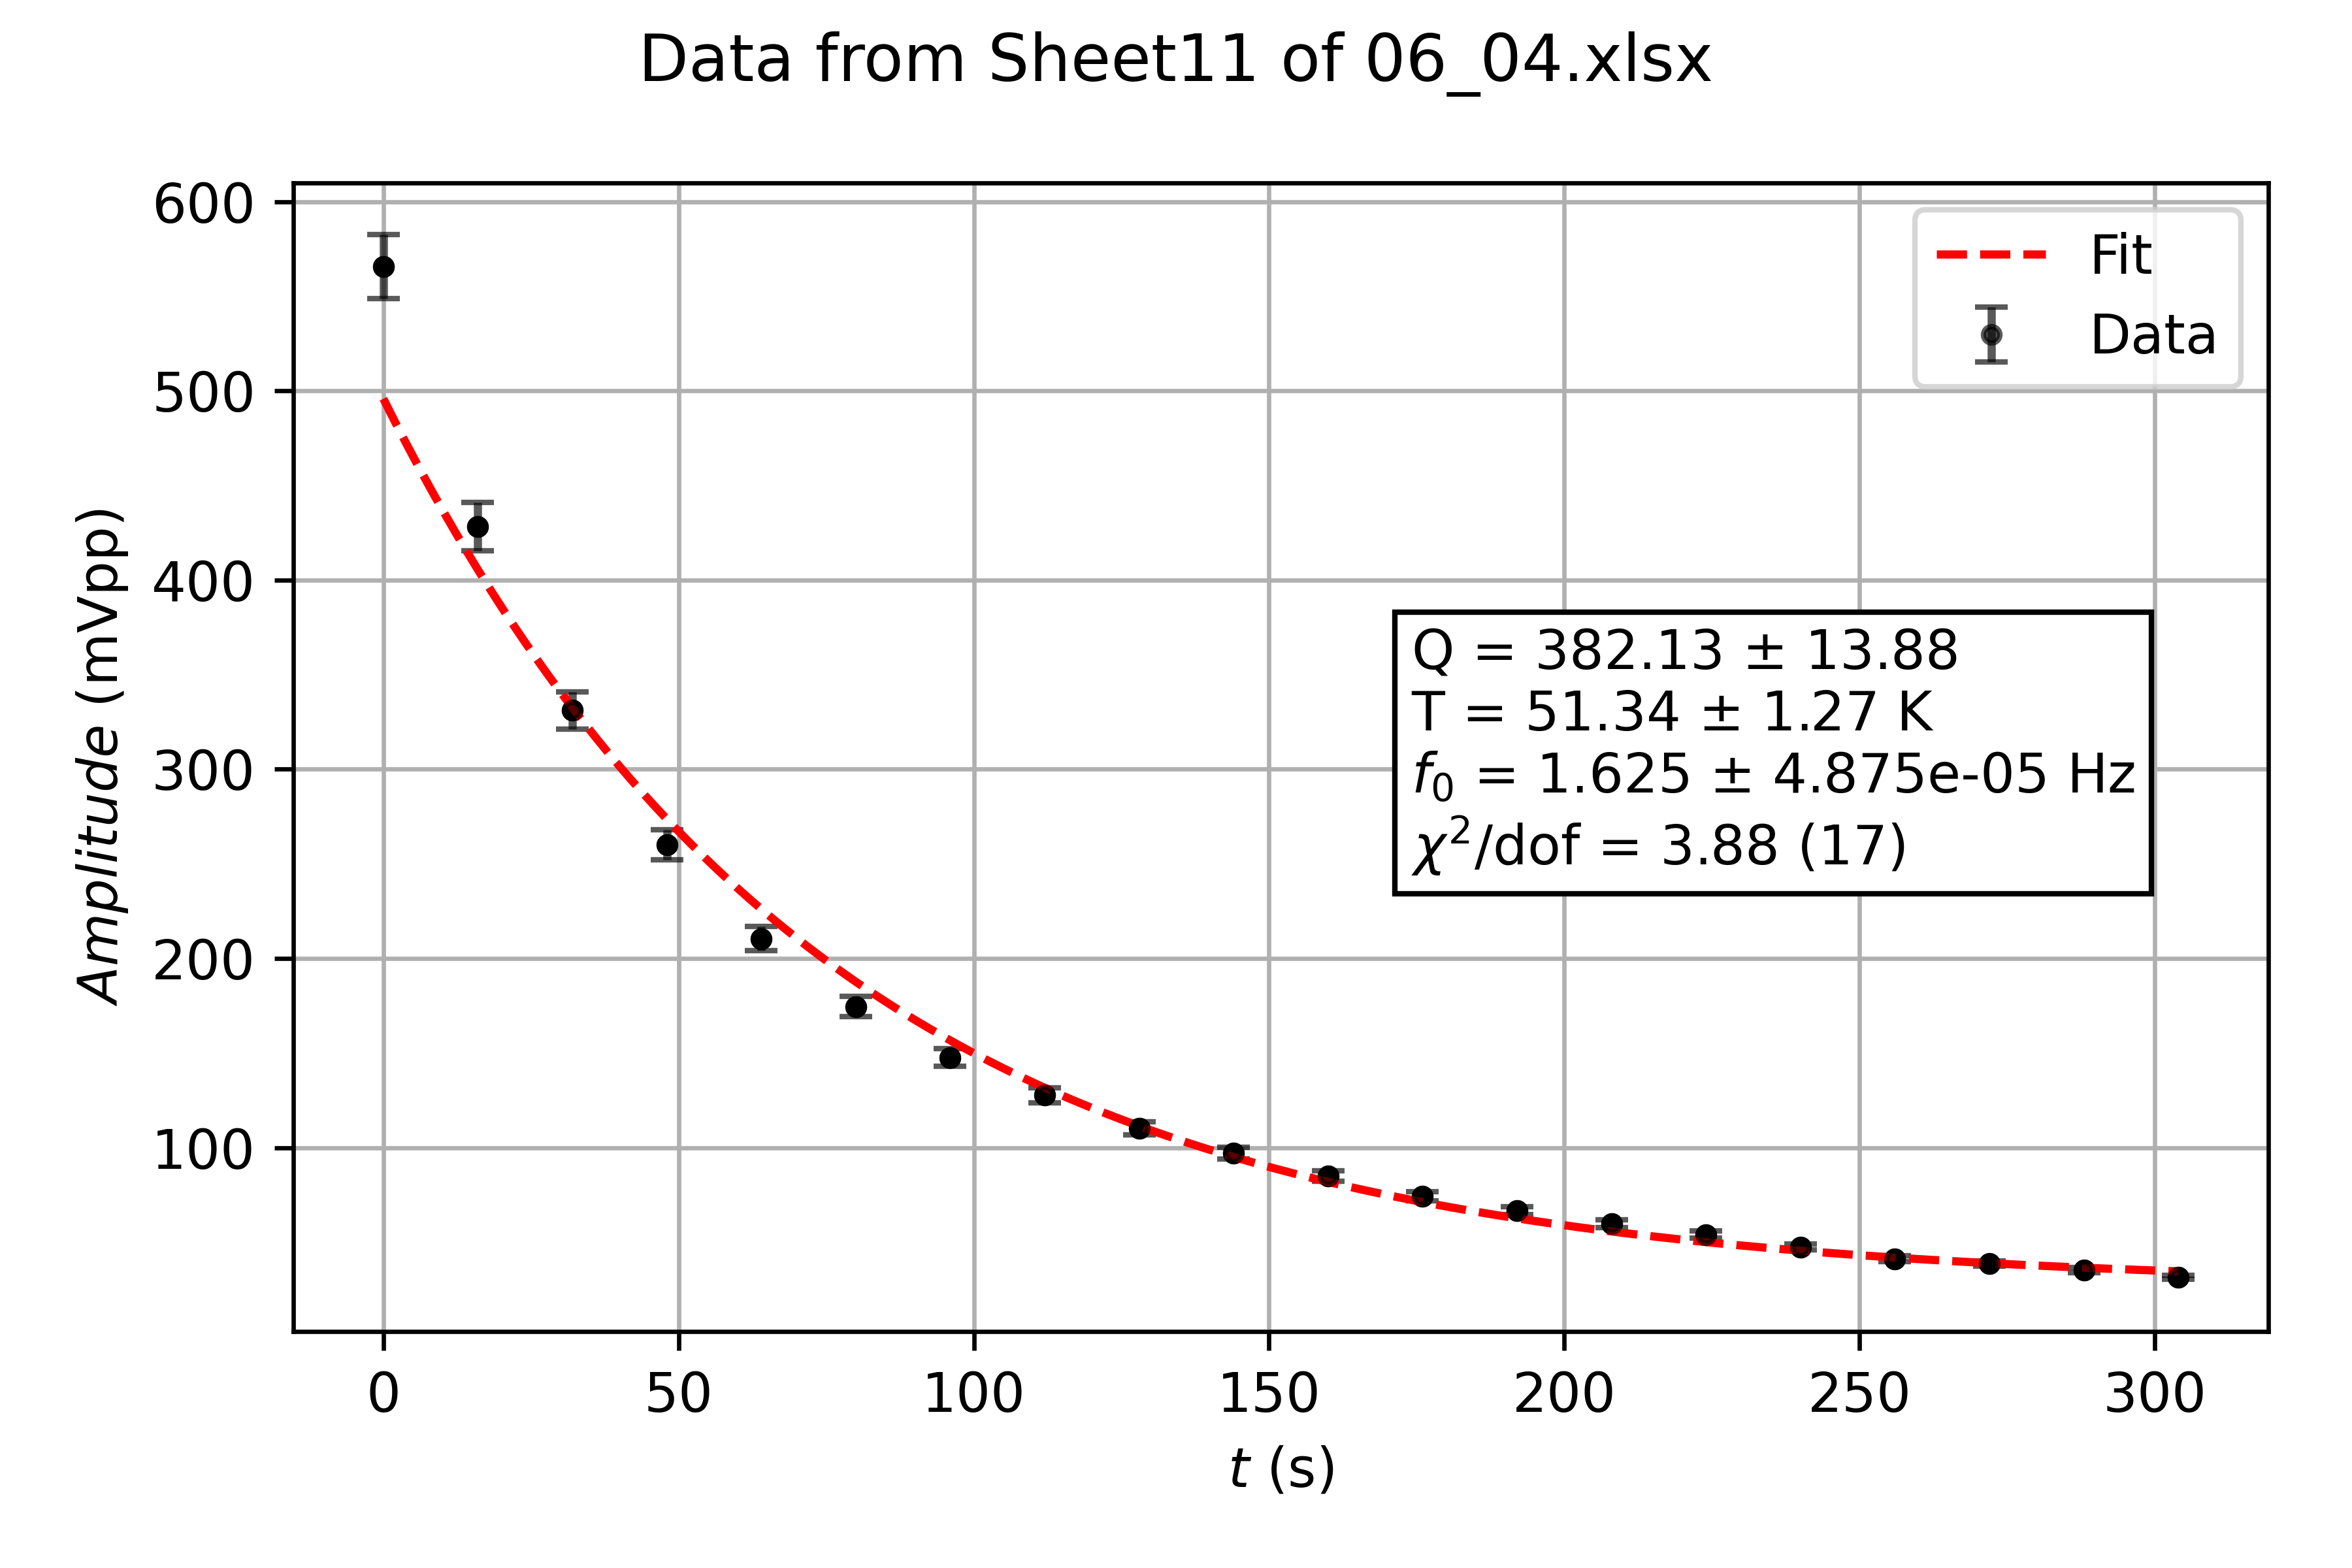 Data from Sheet11 of 06_04.xlsx
600
500
400
300
200
100
Amplitude (mVpp)
Fit
Data
Q = 382.13 ± 13.88
T = 51.34 ± 1.27 K
f₀ = 1.625 ± 4.875e-05 Hz
χ²/dof = 3.88 (17)
0 50 100 150 200 250 300
t (s)